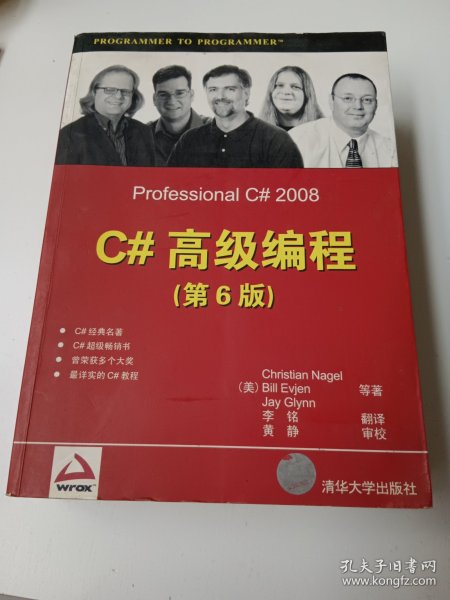 PROGRAMMER TO PROGRAMMER™
Professional C# 2008
C# 高级编程
(第 6 版)
● C# 经典名著
● C# 超级畅销书
● 曾荣获多个大奖
● 最详实的 C# 教程
Christian Nagel
(美) Bill Evjen 等著
Jay Glynn
李 铭 翻译
黄 静 审校
wrox™
清华大学出版社
孔夫子旧书网
www.kongfz.com